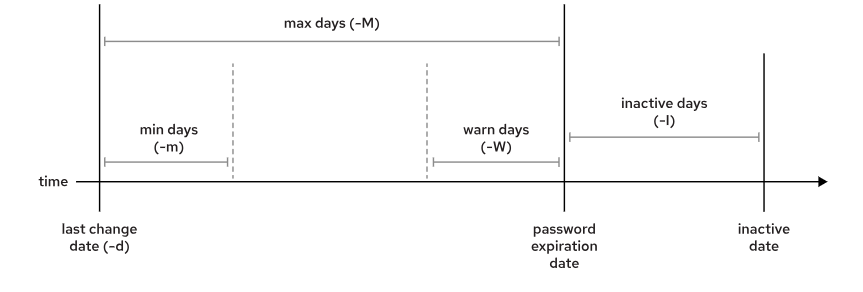 max days (-M)
min days
(-m)
warn days
(-W)
inactive days
(-I)
time
last change
date (-d)
password
expiration
date
inactive
date